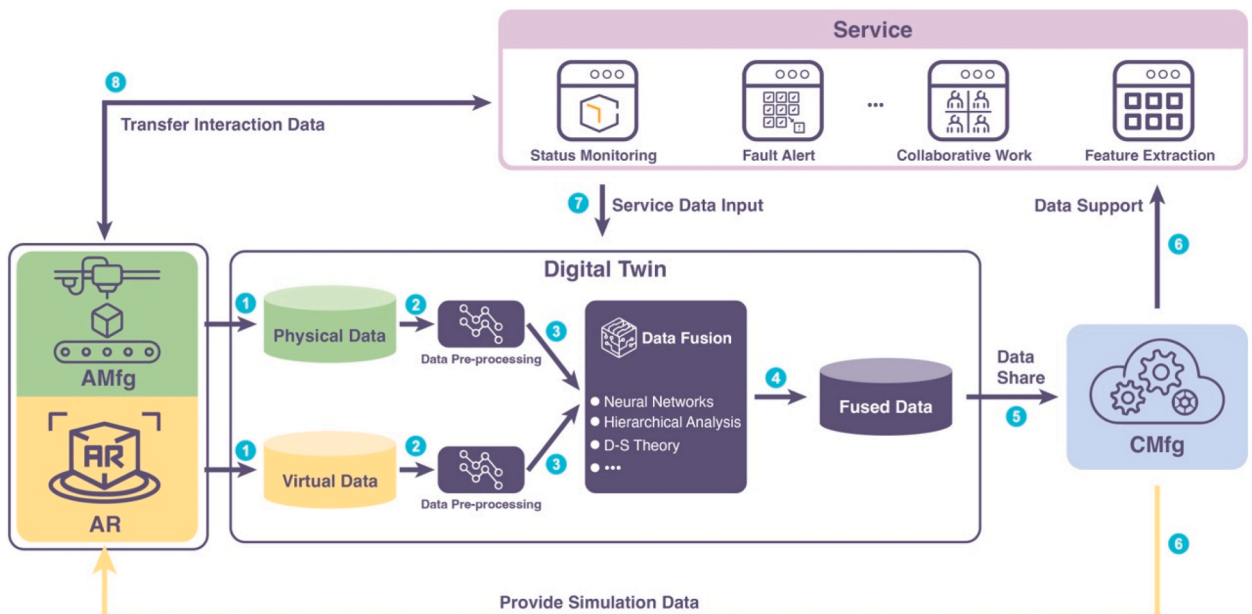 Service
8
Transfer Interaction Data
Status Monitoring
Fault Alert
...
Collaborative Work
Feature Extraction
7
Service Data Input
Data Support
6
Digital Twin
1
Physical Data
2
Data Pre-processing
3
Data Fusion
Neural Networks
Hierarchical Analysis
D-S Theory
...
4
Fused Data
Data
Share
5
CMfg
AMfg
AR
AR
1
Virtual Data
2
Data Pre-processing
3
6
Provide Simulation Data